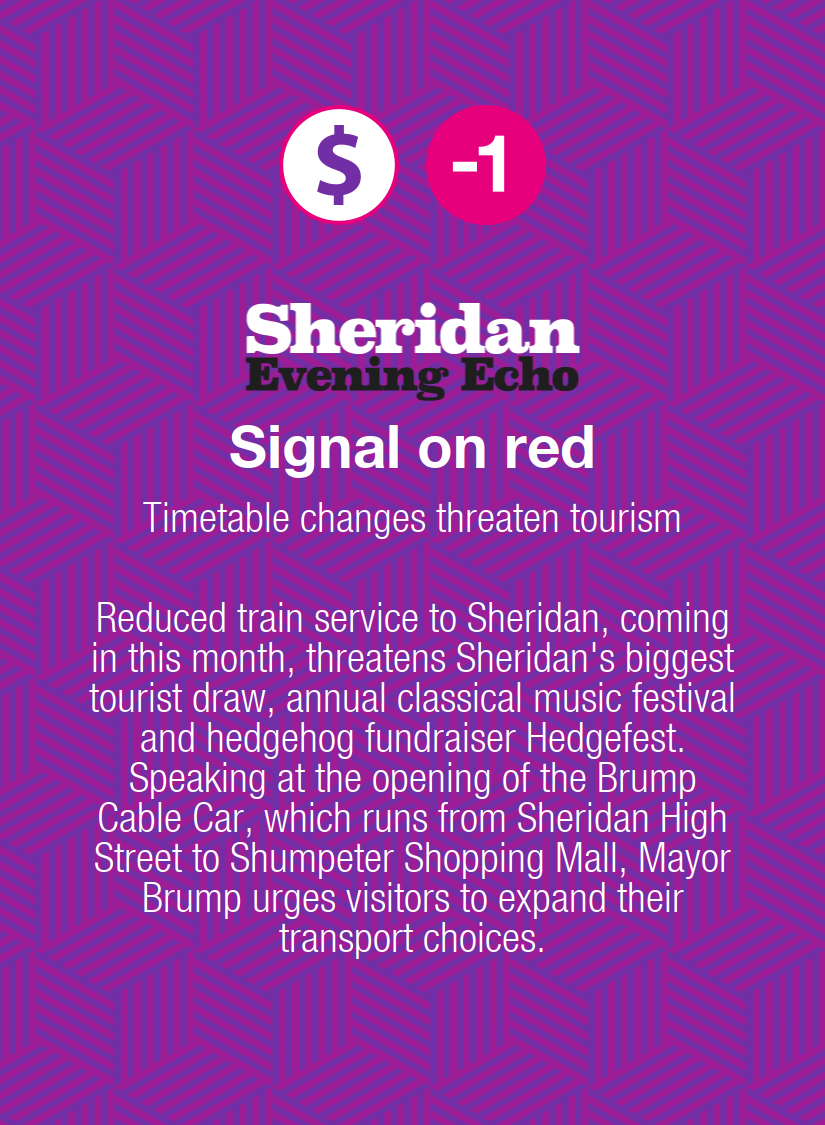 $ -1
Sheridan
Evening Echo
Signal on red
Timetable changes threaten tourism
Reduced train service to Sheridan, coming
in this month, threatens Sheridan's biggest
tourist draw, annual classical music festival
and hedgehog fundraiser Hedgefest.
Speaking at the opening of the Brump
Cable Car, which runs from Sheridan High
Street to Shumpeter Shopping Mall, Mayor
Brump urges visitors to expand their
transport choices.